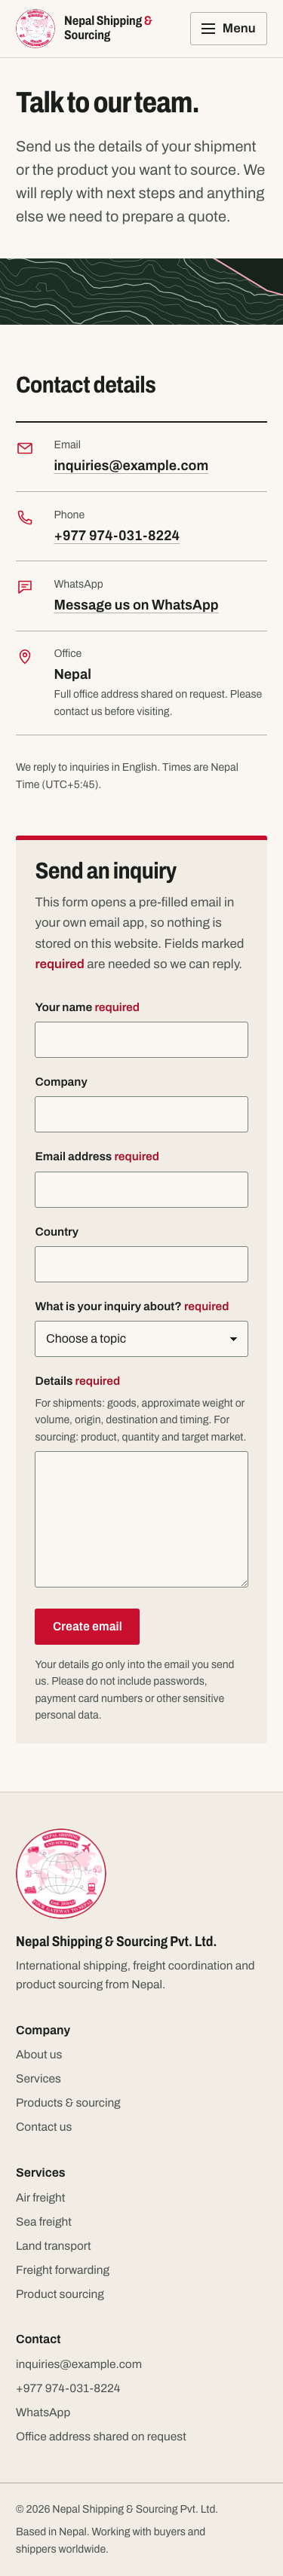 Nepal Shipping &
Sourcing
Menu
Talk to our team.
Send us the details of your shipment
or the product you want to source. We
will reply with next steps and anything
else we need to prepare a quote.
Contact details
Email
inquiries@example.com
Phone
+977 974-031-8224
WhatsApp
Message us on WhatsApp
Office
Nepal
Full office address shared on request. Please
contact us before visiting.
We reply to inquiries in English. Times are Nepal
Time (UTC+5:45).
Send an inquiry
This form opens a pre-filled email in
your own email app, so nothing is
stored on this website. Fields marked
required are needed so we can reply.
Your name required
Company
Email address required
Country
What is your inquiry about? required
Choose a topic
Details required
For shipments: goods, approximate weight or
volume, origin, destination and timing. For
sourcing: product, quantity and target market.
Create email
Your details go only into the email you send
us. Please do not include passwords,
payment card numbers or other sensitive
personal data.
Nepal Shipping & Sourcing Pvt. Ltd.
International shipping, freight coordination and
product sourcing from Nepal.
Company
About us
Services
Products & sourcing
Contact us
Services
Air freight
Sea freight
Land transport
Freight forwarding
Product sourcing
Contact
inquiries@example.com
+977 974-031-8224
WhatsApp
Office address shared on request
© 2026 Nepal Shipping & Sourcing Pvt. Ltd.
Based in Nepal. Working with buyers and
shippers worldwide.